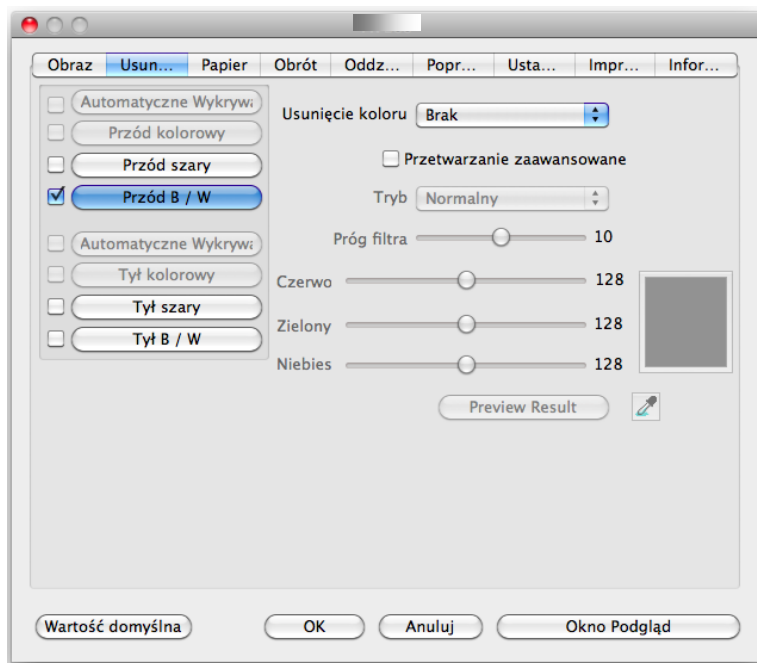 Obraz Usun... Papier Obrót Oddz... Popr... Usta... Impr... Infor...
Automatyczne Wykrywa
Przód kolorowy
Przód szary
Przód B / W
Automatyczne Wykrywa
Tył kolorowy
Tył szary
Tył B / W
Usunięcie koloru Brak
Przetwarzanie zaawansowane
Tryb Normalny
Próg filtra 10
Czerwo 128
Zielony 128
Niebies 128
Preview Result
Wartość domyślna OK Anuluj Okno Podgląd